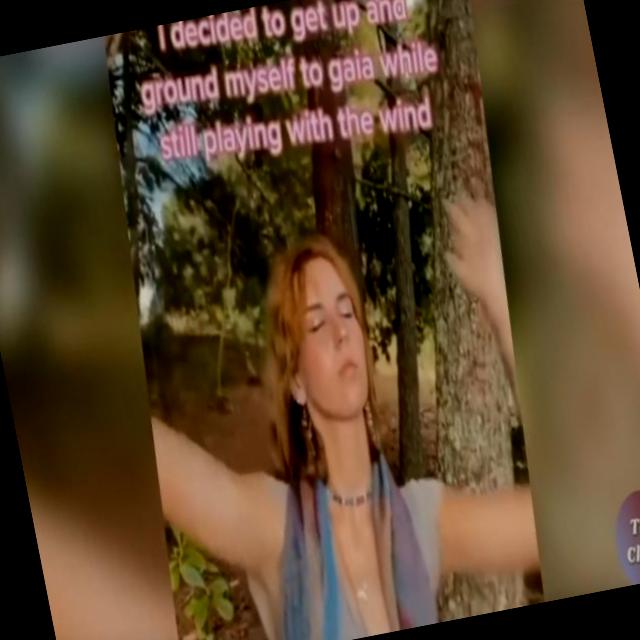 I decided to get up and
ground myself to gaia while
still playing with the wind